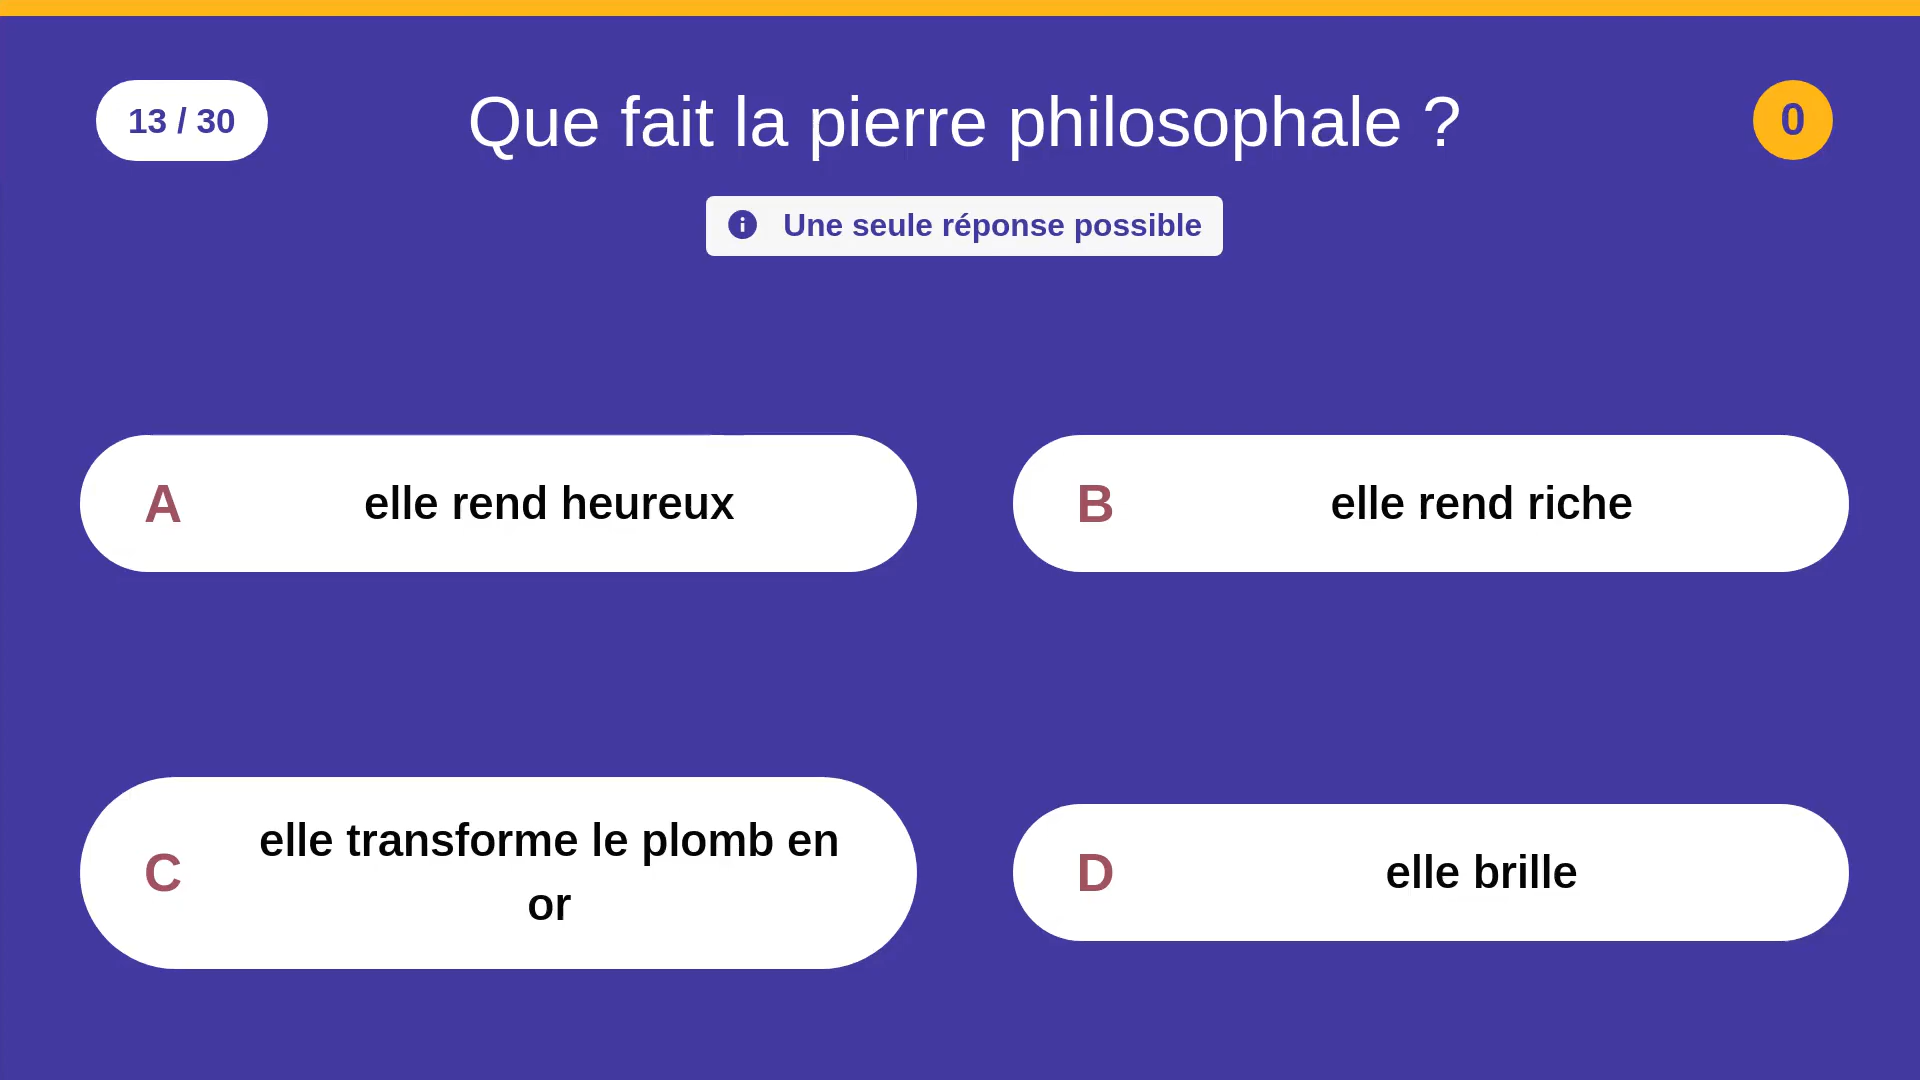 13 / 30
Que fait la pierre philosophale ?
0
Une seule réponse possible
A
elle rend heureux
B
elle rend riche
C
elle transforme le plomb en
or
D
elle brille